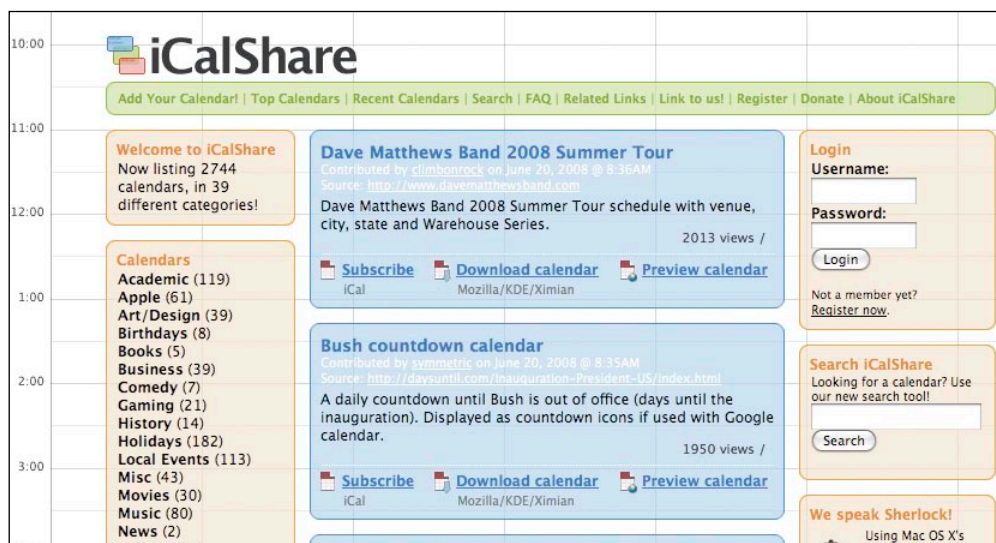 iCalShare
Add Your Calendar! | Top Calendars | Recent Calendars | Search | FAQ | Related Links | Link to us! | Register | Donate | About iCalShare
10:00
11:00
12:00
1:00
2:00
3:00
Welcome to iCalShare
Now listing 2744
calendars, in 39
different categories!
Calendars
Academic (119)
Apple (61)
Art/Design (39)
Birthdays (8)
Books (5)
Business (39)
Comedy (7)
Gaming (21)
History (14)
Holidays (182)
Local Events (113)
Misc (43)
Movies (30)
Music (80)
News (2)
Dave Matthews Band 2008 Summer Tour
Contributed by climbonrock on June 20, 2008 @ 8:36AM
Source: http://www.davematthewsband.com
Dave Matthews Band 2008 Summer Tour schedule with venue,
city, state and Warehouse Series.
2013 views /
Subscribe Download calendar Preview calendar
iCal Mozilla/KDE/Ximian
Bush countdown calendar
Contributed by symmetric on June 20, 2008 @ 8:35AM
Source: http://daysuntil.com/Inauguration-President-US/index.html
A daily countdown until Bush is out of office (days until the
inauguration). Displayed as countdown icons if used with Google
calendar.
1950 views /
Subscribe Download calendar Preview calendar
iCal Mozilla/KDE/Ximian
Login
Username:
Password:
Login
Not a member yet?
Register now.
Search iCalShare
Looking for a calendar? Use
our new search tool!
Search
We speak Sherlock!
Using Mac OS X's